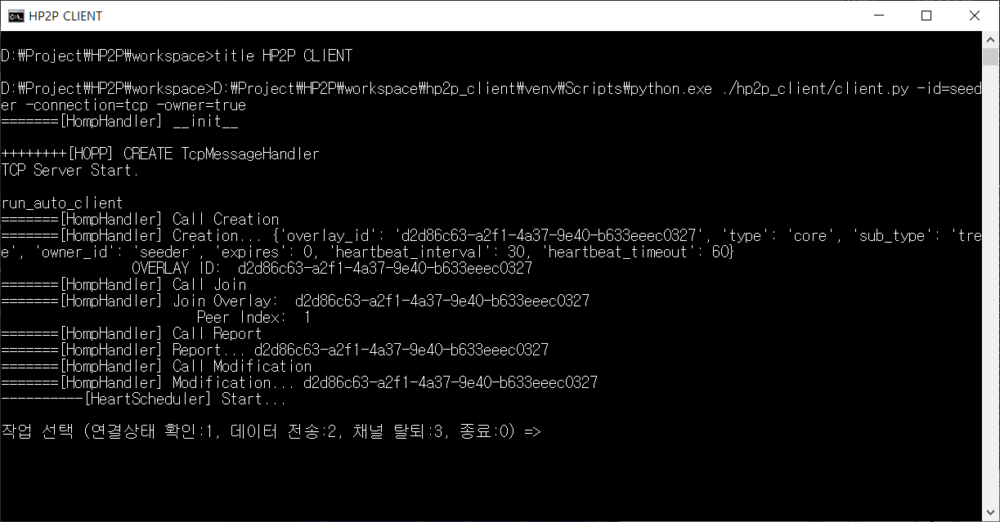 HP2P CLIENT
D:₩Project₩HP2P₩workspace>title HP2P CLIENT
D:₩Project₩HP2P₩workspace>D:₩Project₩HP2P₩workspace₩hp2p_client₩venv₩Scripts₩python.exe ./hp2p_client/client.py -id=seed
er -connection=tcp -owner=true
=======[HompHandler] __init__
++++++++[HOPP] CREATE TcpMessageHandler
TCP Server Start.
run_auto_client
=======[HompHandler] Call Creation
=======[HompHandler] Creation... {'overlay_id': 'd2d86c63-a2f1-4a37-9e40-b633eeec0327', 'type': 'core', 'sub_type': 'tre
e', 'owner_id': 'seeder', 'expires': 0, 'heartbeat_interval': 30, 'heartbeat_timeout': 60}
OVERLAY ID:  d2d86c63-a2f1-4a37-9e40-b633eeec0327
=======[HompHandler] Call Join
=======[HompHandler] Join Overlay:  d2d86c63-a2f1-4a37-9e40-b633eeec0327
Peer Index:  1
=======[HompHandler] Call Report
=======[HompHandler] Report... d2d86c63-a2f1-4a37-9e40-b633eeec0327
=======[HompHandler] Call Modification
=======[HompHandler] Modification... d2d86c63-a2f1-4a37-9e40-b633eeec0327
----------[HeartScheduler] Start...
작업 선택 (연결상태 확인:1, 데이터 전송:2, 채널 탈퇴:3, 종료:0) =>